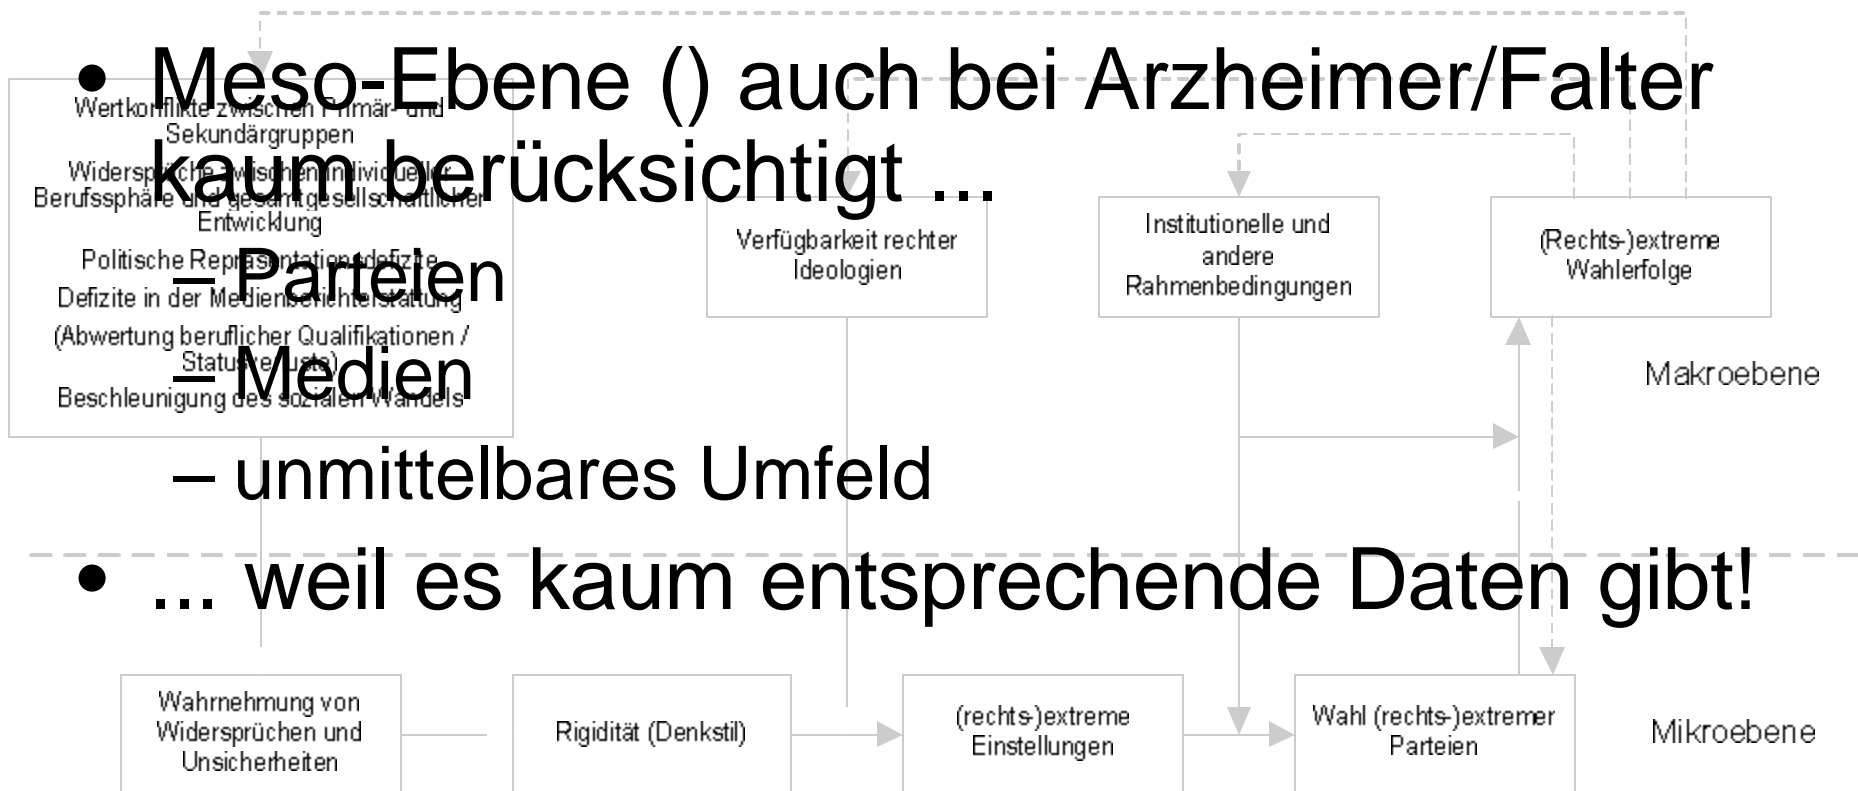 • Meso-Ebene () auch bei Arzheimer/Falter
kaum berücksichtigt ...
– Parteien
– Medien
– unmittelbares Umfeld
• ... weil es kaum entsprechende Daten gibt!
Wertkonflikte zwischen Primär- und
Sekundärgruppen
Widersprüche zwischen individueller
Berufssphäre und gesamtgesellschaftlicher
Entwicklung
Politische Repräsentationsdefizite
Defizite in der Medienberichterstattung
(Abwertung beruflicher Qualifikationen /
Statusverluste)
Beschleunigung des sozialen Wandels
Verfügbarkeit rechter
Ideologien
Institutionelle und
andere
Rahmenbedingungen
(Rechts-)extreme
Wahlerfolge
Makroebene
Wahrnehmung von
Widersprüchen und
Unsicherheiten
Rigidität (Denkstil)
(rechts-)extreme
Einstellungen
Wahl (rechts-)extremer
Parteien
Mikroebene